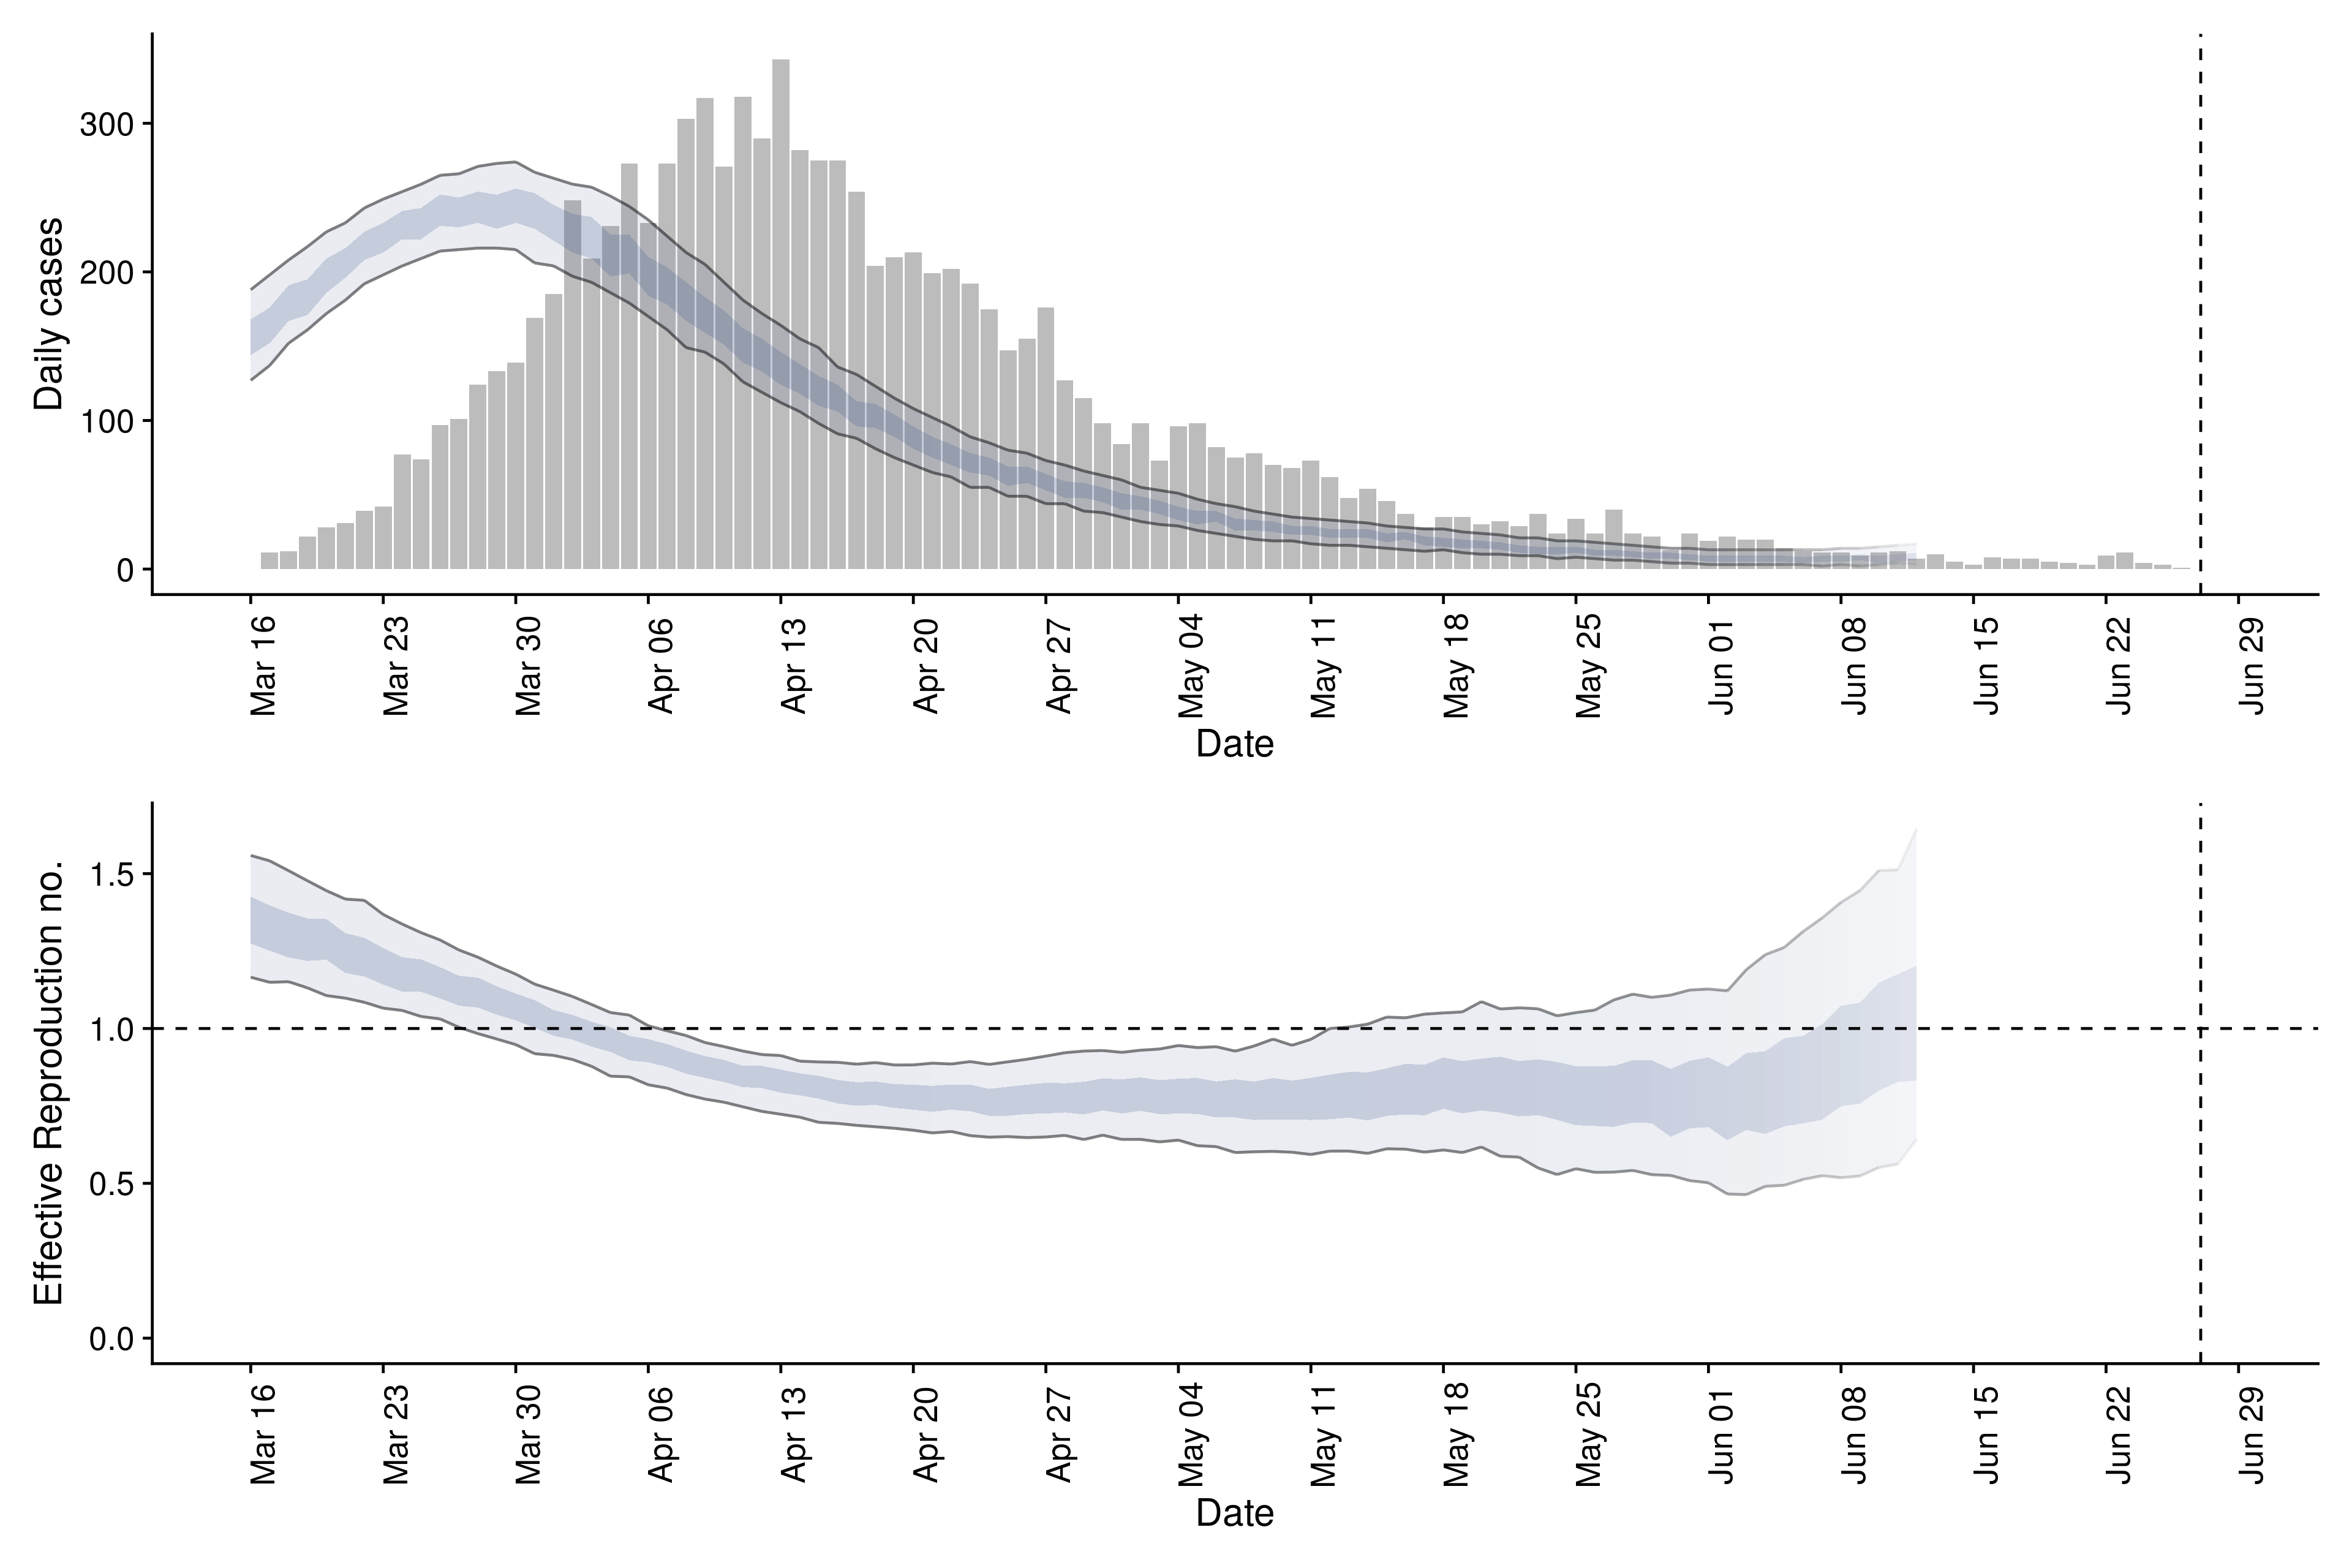 Daily cases
300
200
100
0
Mar 16
Mar 23
Mar 30
Apr 06
Apr 13
Apr 20
Apr 27
May 04
May 11
May 18
May 25
Jun 01
Jun 08
Jun 15
Jun 22
Jun 29
Date
Effective Reproduction no.
1.5
1.0
0.5
0.0
Mar 16
Mar 23
Mar 30
Apr 06
Apr 13
Apr 20
Apr 27
May 04
May 11
May 18
May 25
Jun 01
Jun 08
Jun 15
Jun 22
Jun 29
Date